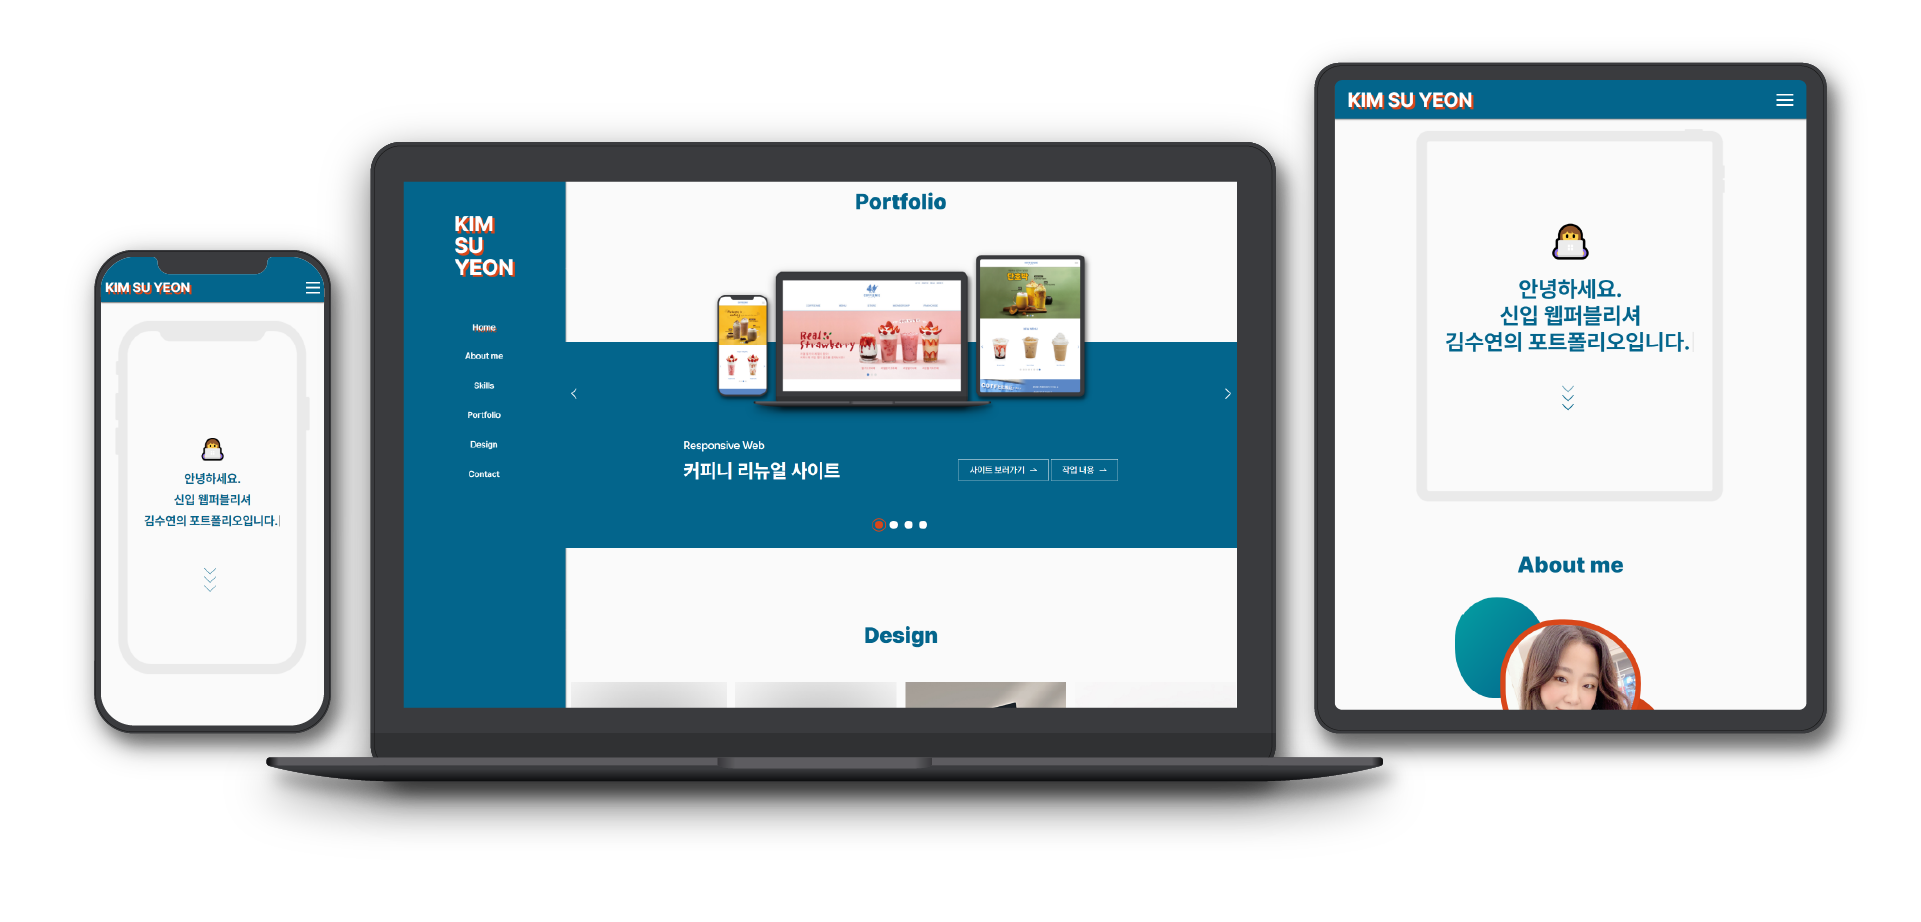 KIM SU YEON
안녕하세요.
신입 웹퍼블리셔
김수연의 포트폴리오입니다.
KIM
SU
YEON
Home
About me
Skills
Portfolio
Design
Contact
Portfolio
Real
Strawberry
단호박
Responsive Web
커피니 리뉴얼 사이트
사이트 보러가기 →
작업 내용 →
Design
KIM SU YEON
안녕하세요.
신입 웹퍼블리셔
김수연의 포트폴리오입니다.
About me